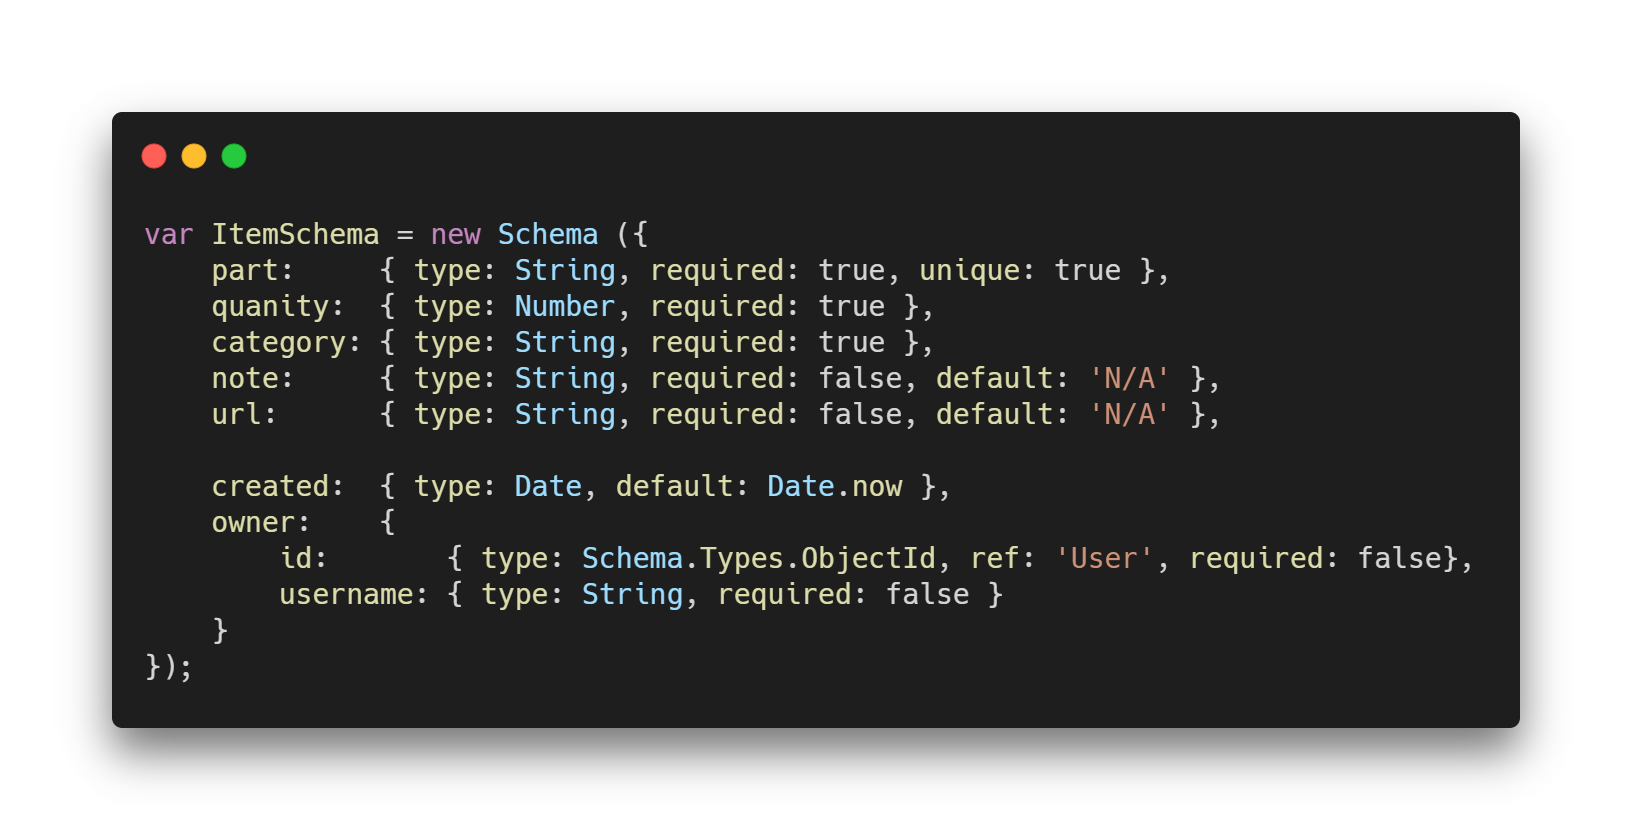 var ItemSchema = new Schema ({
    part:     { type: String, required: true, unique: true },
    quanity:  { type: Number, required: true },
    category: { type: String, required: true },
    note:     { type: String, required: false, default: 'N/A' },
    url:      { type: String, required: false, default: 'N/A' },

    created:  { type: Date, default: Date.now },
    owner:    {
        id:       { type: Schema.Types.ObjectId, ref: 'User', required: false},
        username: { type: String, required: false }
    }
});